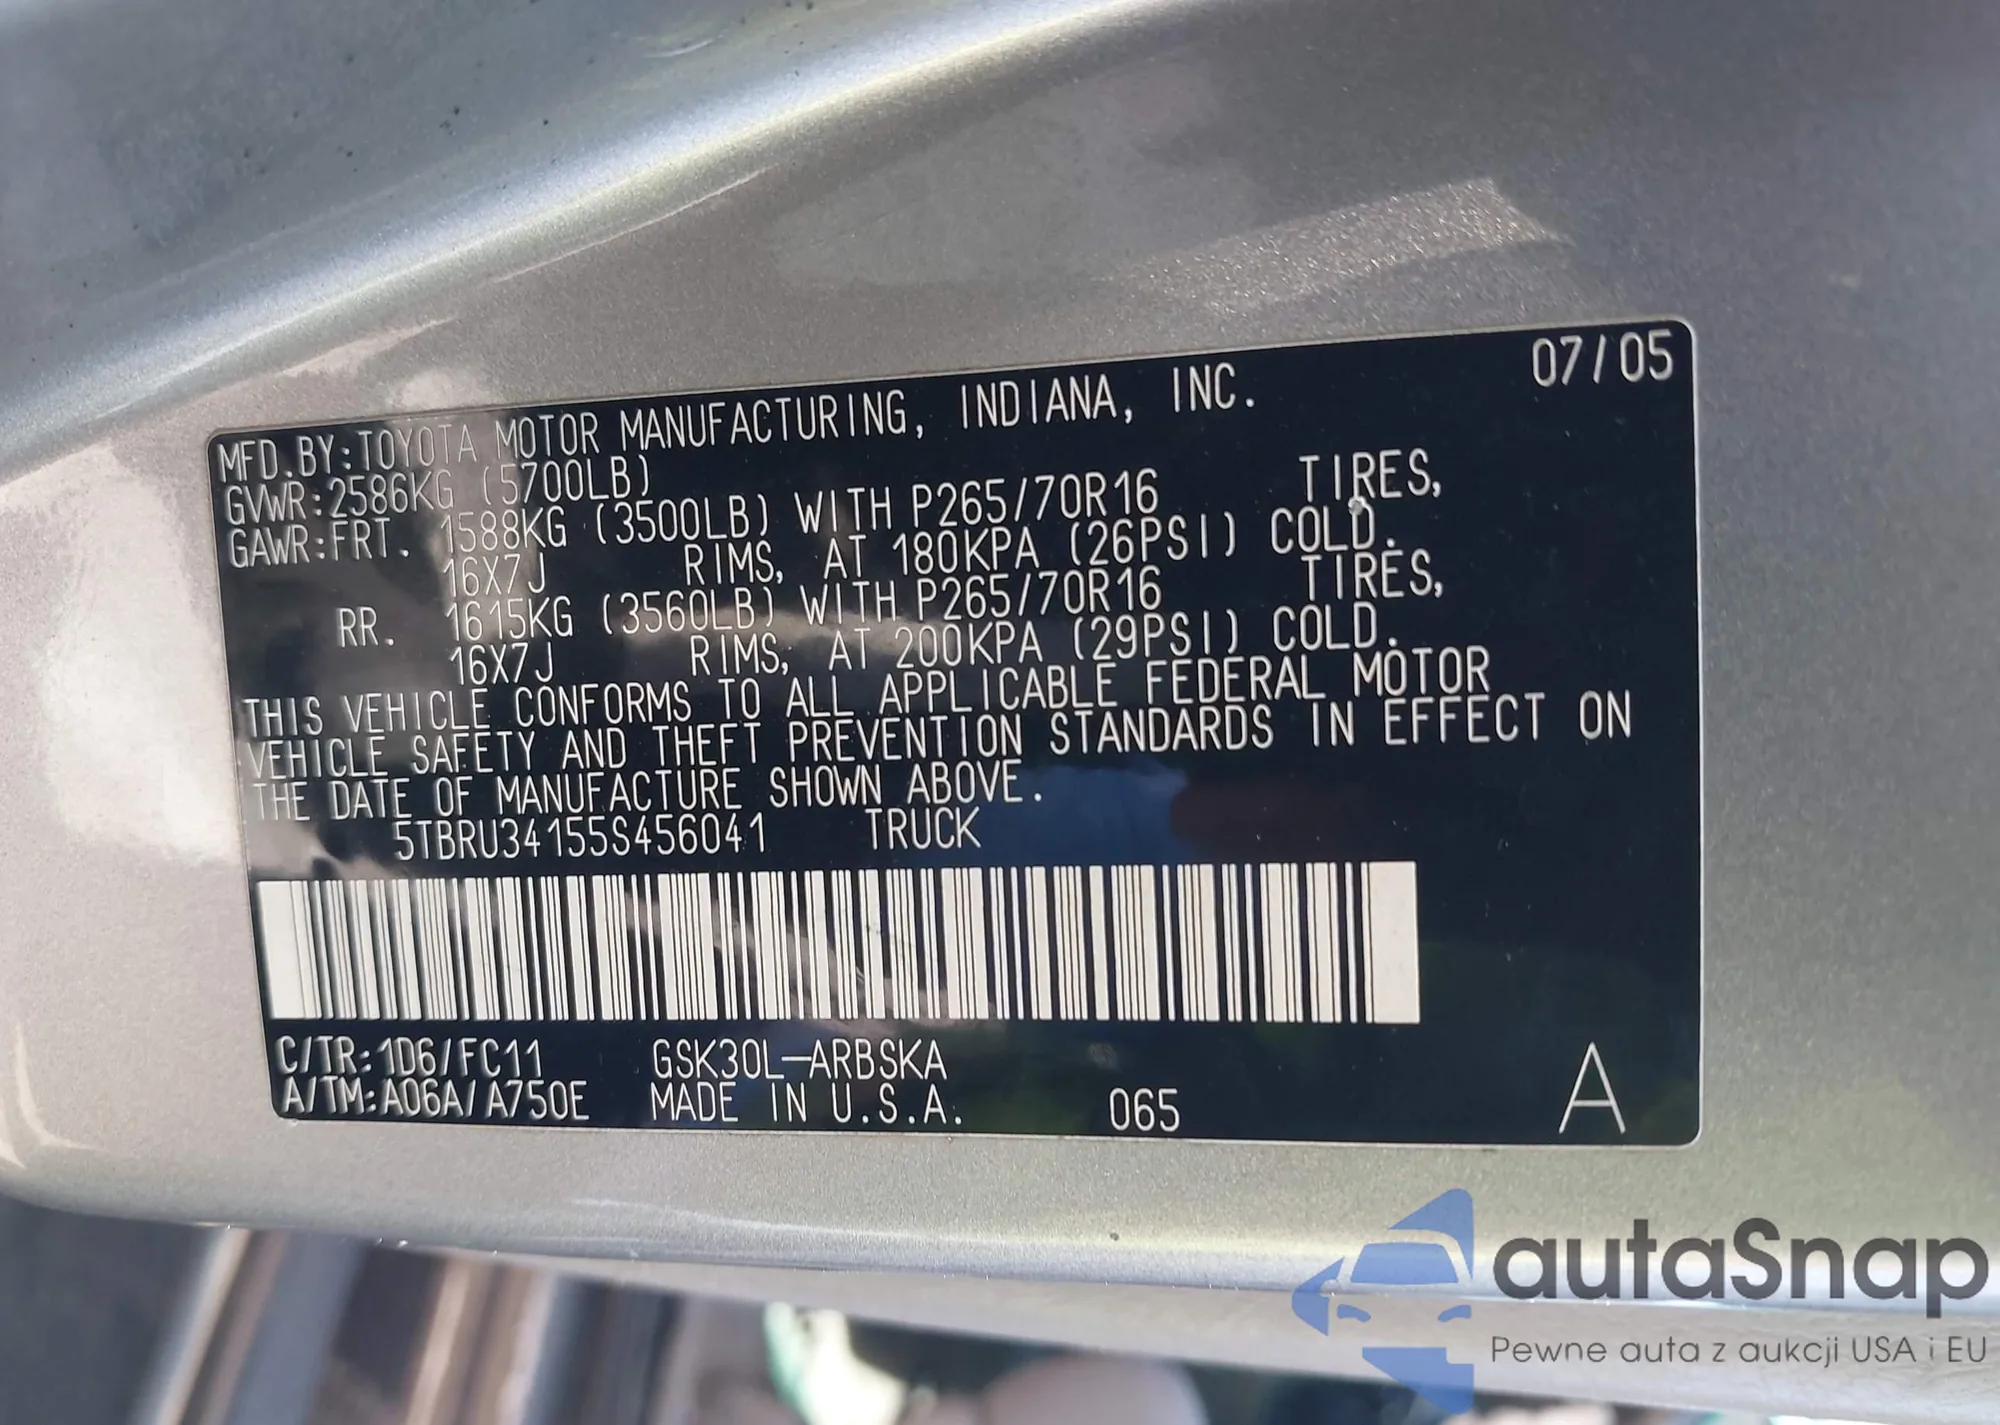 07/05
MFD.BY:TOYOTA MOTOR MANUFACTURING, INDIANA, INC.
GVWR:2586KG (5700LB)
GAWR:FRT. 1588KG (3500LB) WITH P265/70R16 TIRES,
16X7J RIMS, AT 180KPA (26PSI) COLD.
RR. 1615KG (3560LB) WITH P265/70R16 TIRES,
16X7J RIMS, AT 200KPA (29PSI) COLD.
THIS VEHICLE CONFORMS TO ALL APPLICABLE FEDERAL MOTOR
VEHICLE SAFETY AND THEFT PREVENTION STANDARDS IN EFFECT ON
THE DATE OF MANUFACTURE SHOWN ABOVE.
5TBRU34155S456041 TRUCK
C/TR:1D6/FC11 GSK30L-ARBSKA
A/TM:A06A/A750E MADE IN U.S.A. 065 A
autaSnap
Pewne auta z aukcji USA i EU